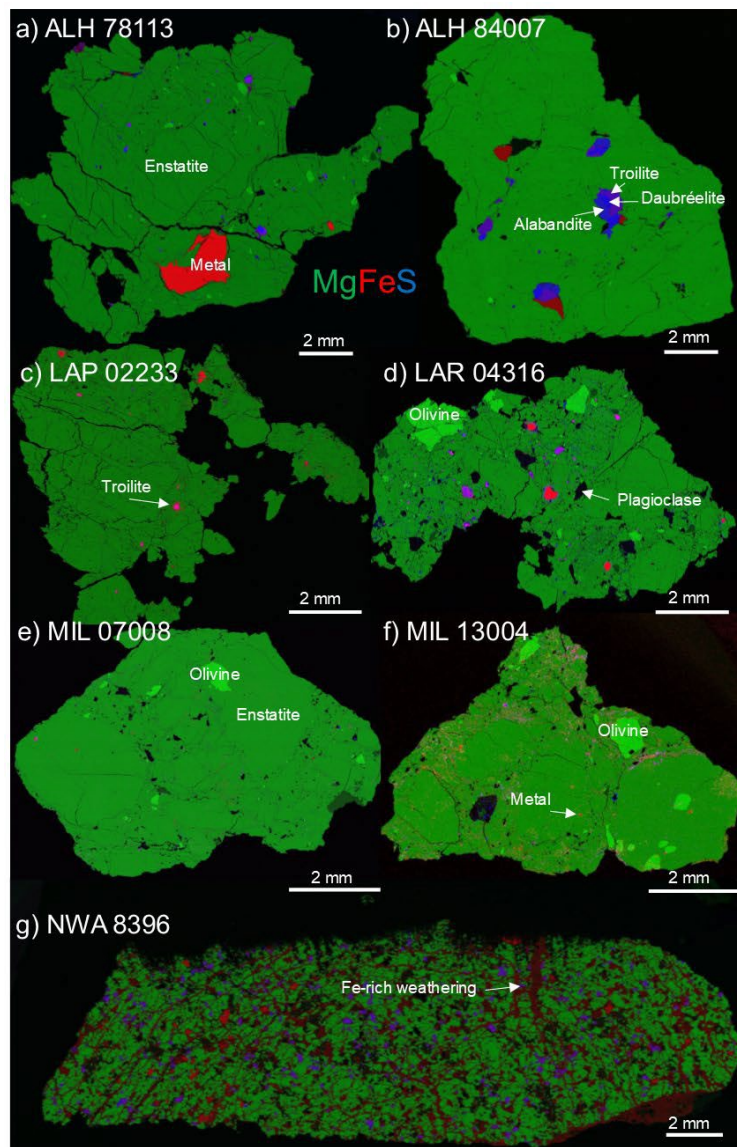 a) ALH 78113
Enstatite
Metal
2 mm
MgFeS
b) ALH 84007
Troilite
Daubréelite
Alabandite
2 mm
c) LAP 02233
Troilite
2 mm
d) LAR 04316
Olivine
Plagioclase
2 mm
e) MIL 07008
Olivine
Enstatite
2 mm
f) MIL 13004
Olivine
Metal
2 mm
g) NWA 8396
Fe-rich weathering
2 mm